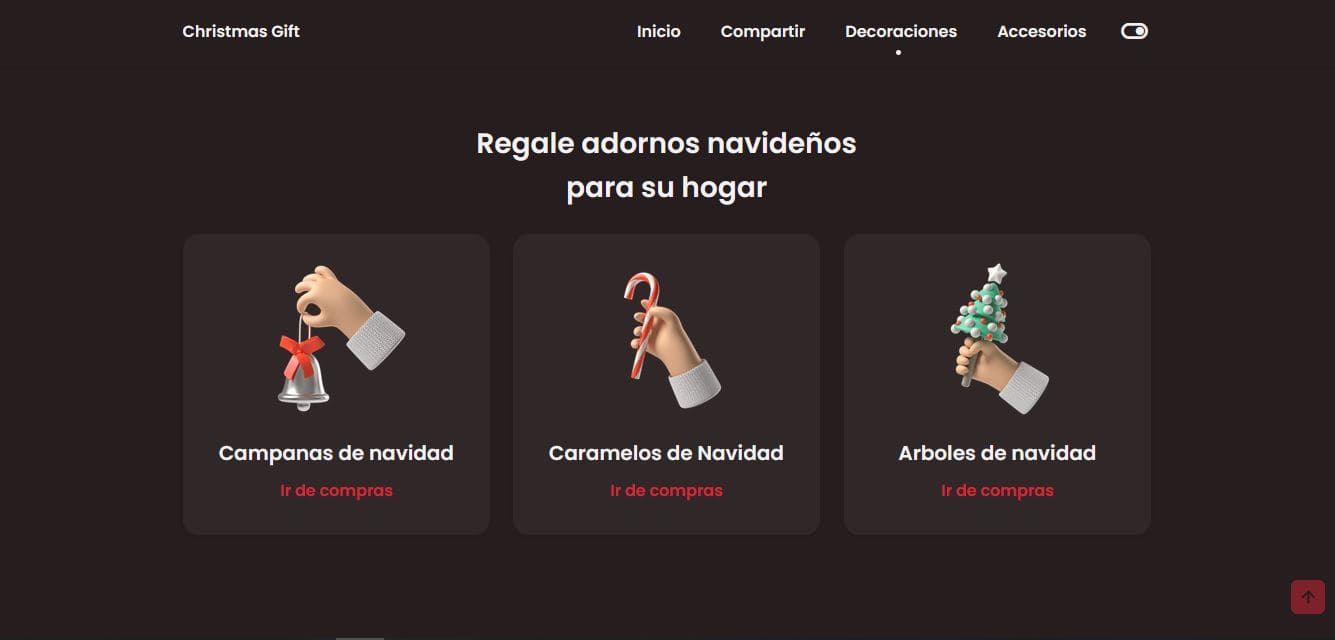 Christmas Gift
Inicio
Compartir
Decoraciones
Accesorios
Regale adornos navideños
para su hogar
Campanas de navidad
Ir de compras
Caramelos de Navidad
Ir de compras
Arboles de navidad
Ir de compras